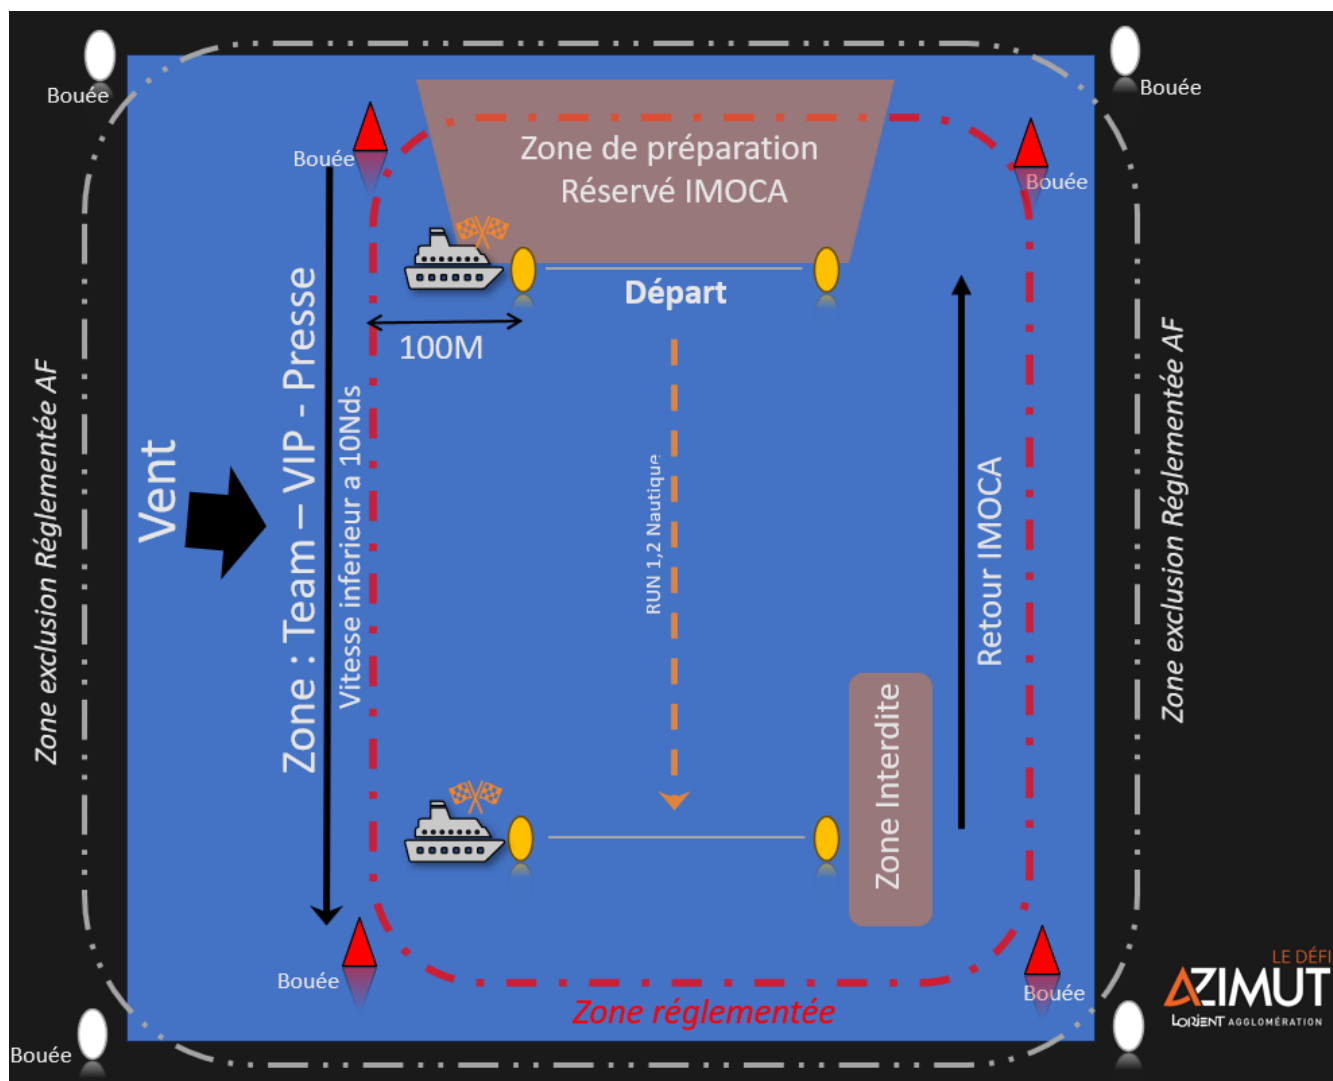 Bouée
Bouée
Bouée
Bouée
Zone de préparation
Réservé IMOCA
Départ
100M
Zone exclusion Réglementée AF
Vent
Zone : Team – VIP - Presse
Vitesse inferieur a 10Nds
RUN 1,2 Nautique
Retour IMOCA
Zone exclusion Réglementée AF
Zone Interdite
Bouée
Bouée
Zone réglementée
Bouée
LE DÉFI
AZIMUT
LORIENT AGGLOMÉRATION